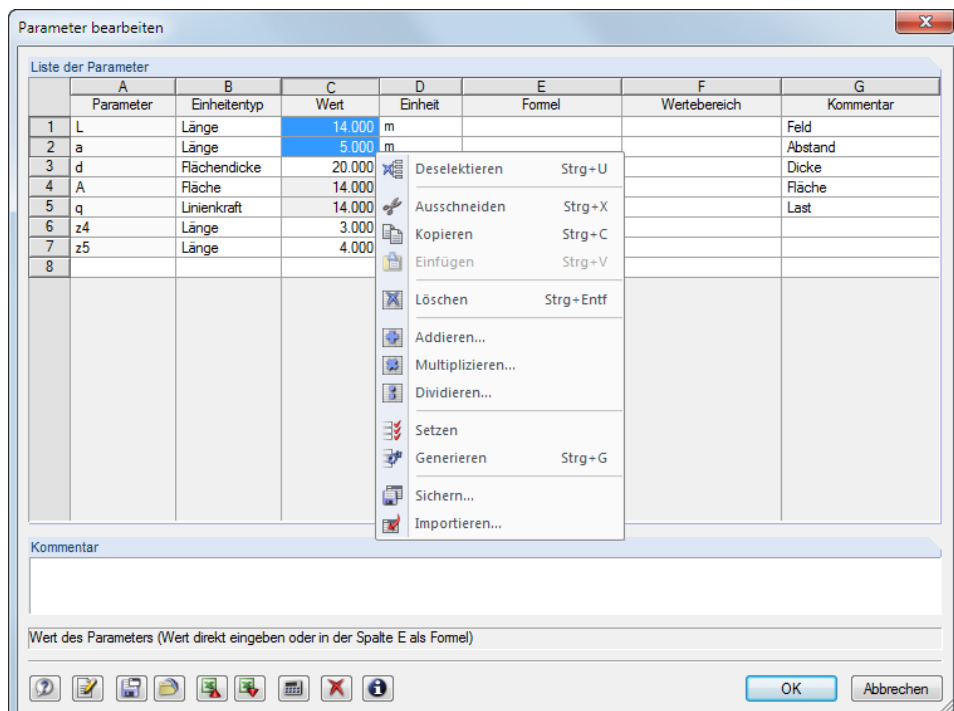 Parameter bearbeiten
x
Liste der Parameter
A B C D E F G
Parameter Einheitentyp Wert Einheit Formel Wertebereich Kommentar
1 L Länge 14.000 m Feld
2 a Länge 5.000 m Abstand
3 d Flächendicke 20.000 Dicke
4 A Fläche 14.000 Fläche
5 q Linienkraft 14.000 Last
6 z4 Länge 3.000
7 z5 Länge 4.000
8
Deselektieren Strg+U
Ausschneiden Strg+X
Kopieren Strg+C
Einfügen Strg+V
Löschen Strg+Entf
Addieren...
Multiplizieren...
Dividieren...
Setzen
Generieren Strg+G
Sichern...
Importieren...
Kommentar
Wert des Parameters (Wert direkt eingeben oder in der Spalte E als Formel)
OK Abbrechen